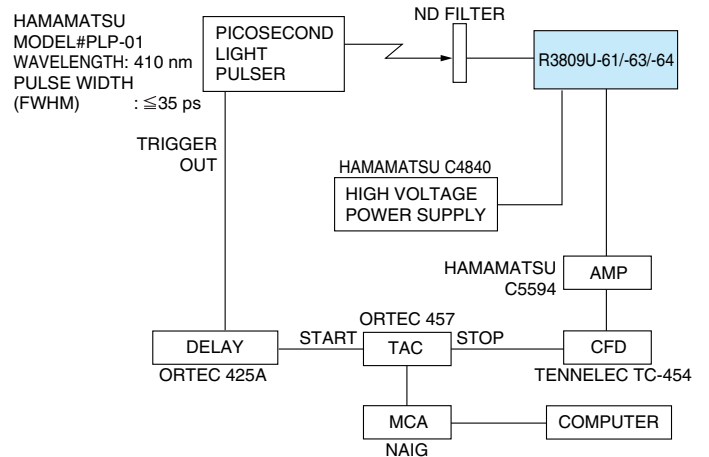 HAMAMATSU
MODEL#PLP-01
WAVELENGTH: 410 nm
PULSE WIDTH
(FWHM) : ≦35 ps
PICOSECOND
LIGHT
PULSER
ND FILTER
R3809U-61/-63/-64
TRIGGER
OUT
HAMAMATSU C4840
HIGH VOLTAGE
POWER SUPPLY
HAMAMATSU
C5594
AMP
ORTEC 457
DELAY
START
TAC
STOP
CFD
ORTEC 425A
TENNELEC TC-454
MCA
COMPUTER
NAIG